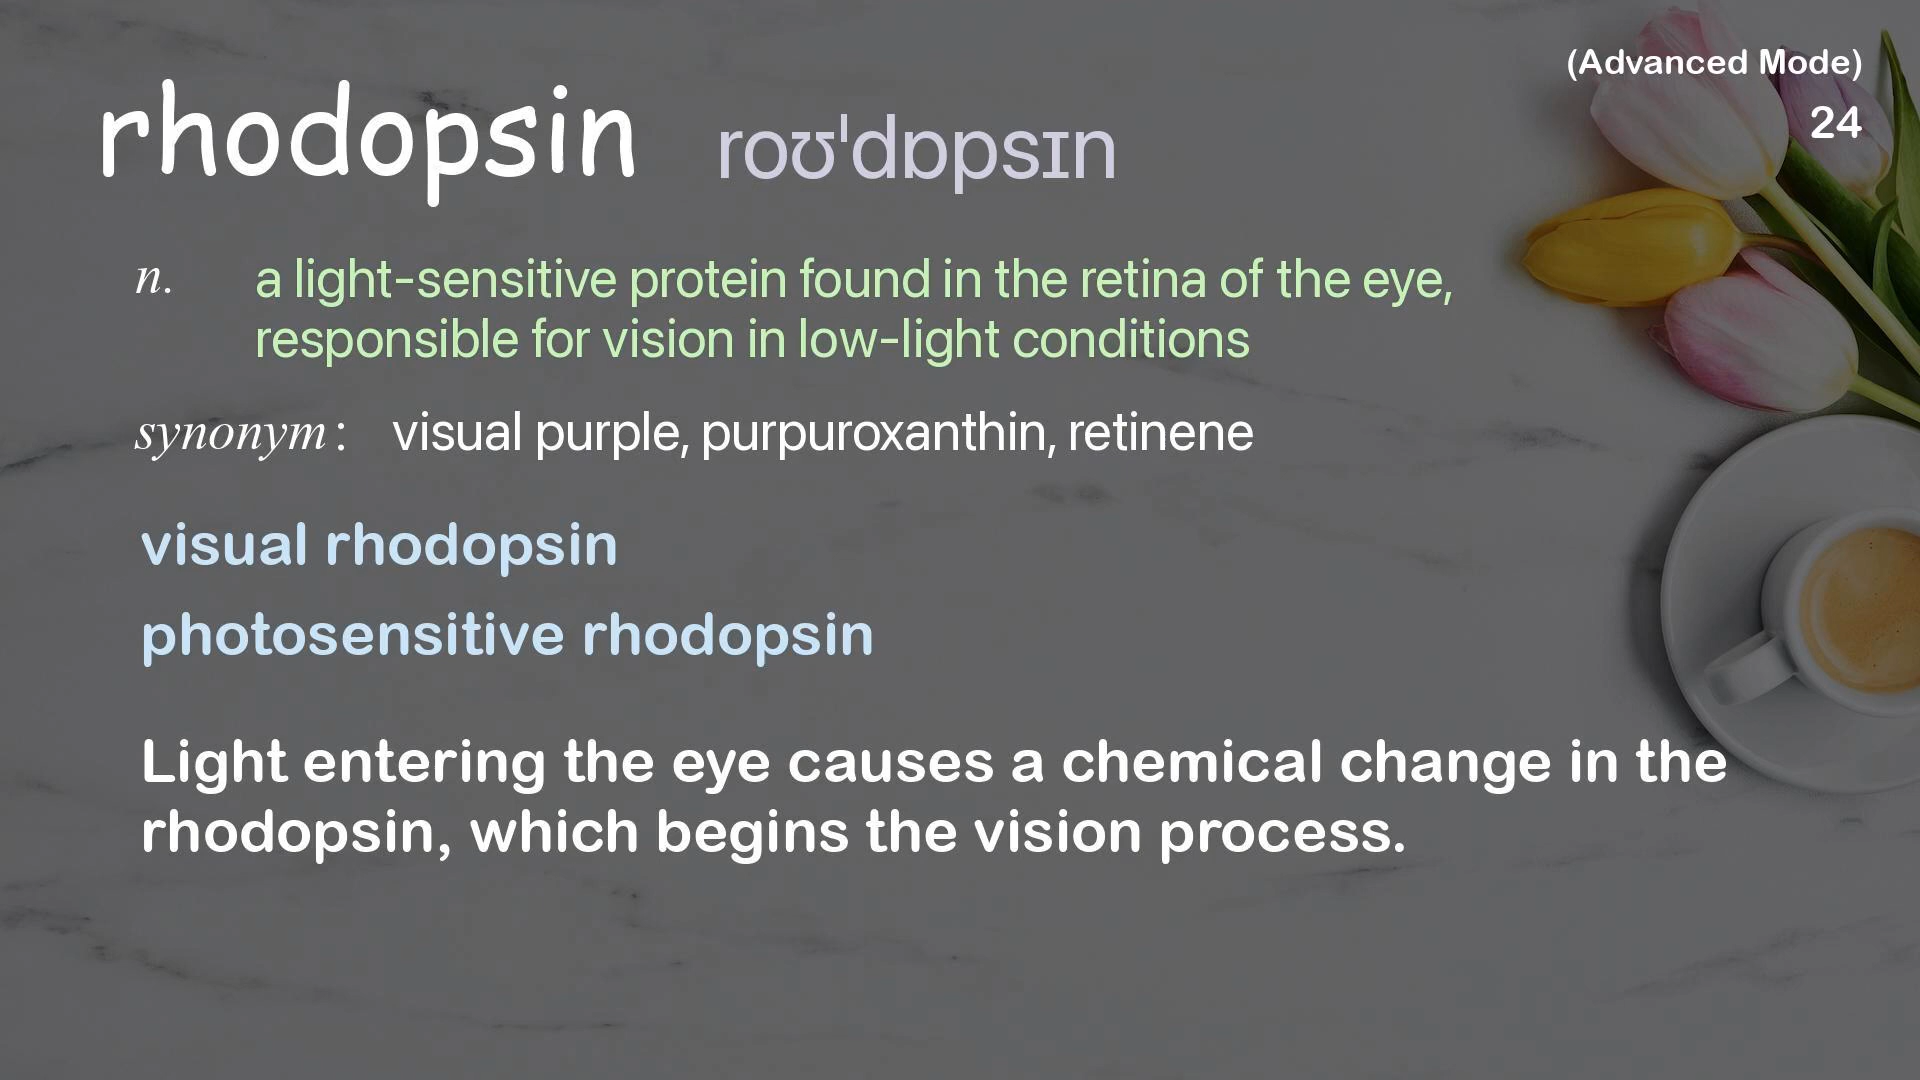 (Advanced Mode)
24
rhodopsin roʊˈdɒpsɪn
n. a light-sensitive protein found in the retina of the eye,
responsible for vision in low-light conditions
synonym : visual purple, purpuroxanthin, retinene
visual rhodopsin
photosensitive rhodopsin
Light entering the eye causes a chemical change in the
rhodopsin, which begins the vision process.